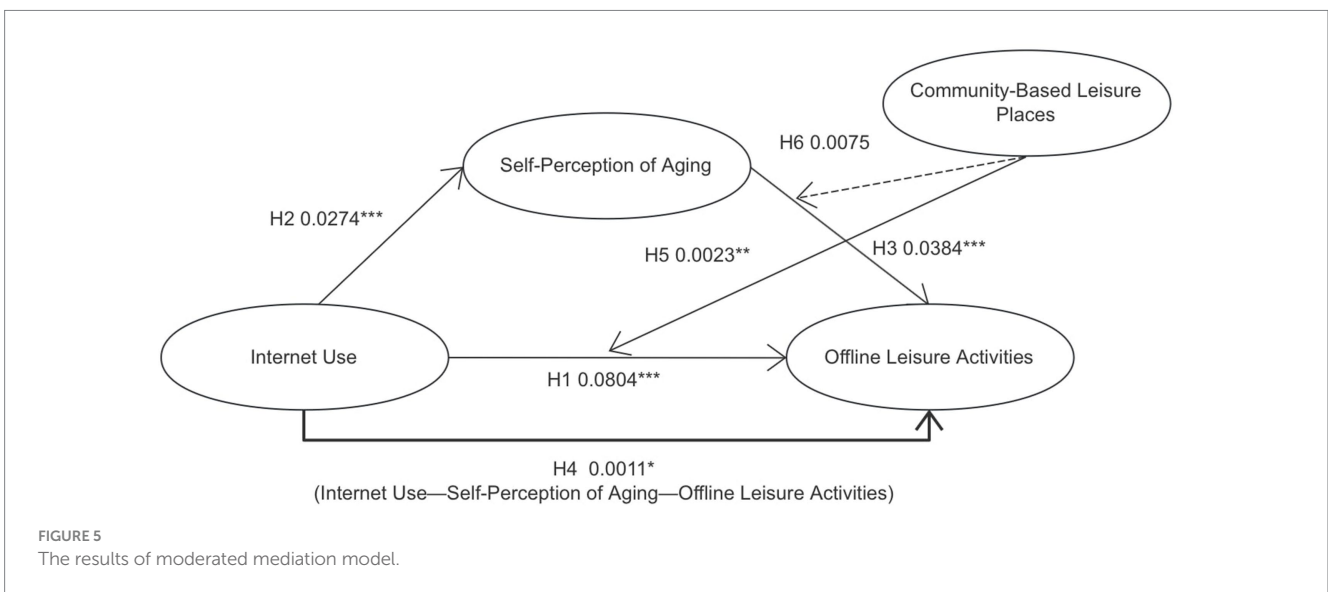 Community-Based Leisure
Places
H6 0.0075
Self-Perception of Aging
H2 0.0274***
H5 0.0023**
H3 0.0384***
Internet Use
Offline Leisure Activities
H1 0.0804***
H4 0.0011*
(Internet Use—Self-Perception of Aging—Offline Leisure Activities)
FIGURE 5
The results of moderated mediation model.